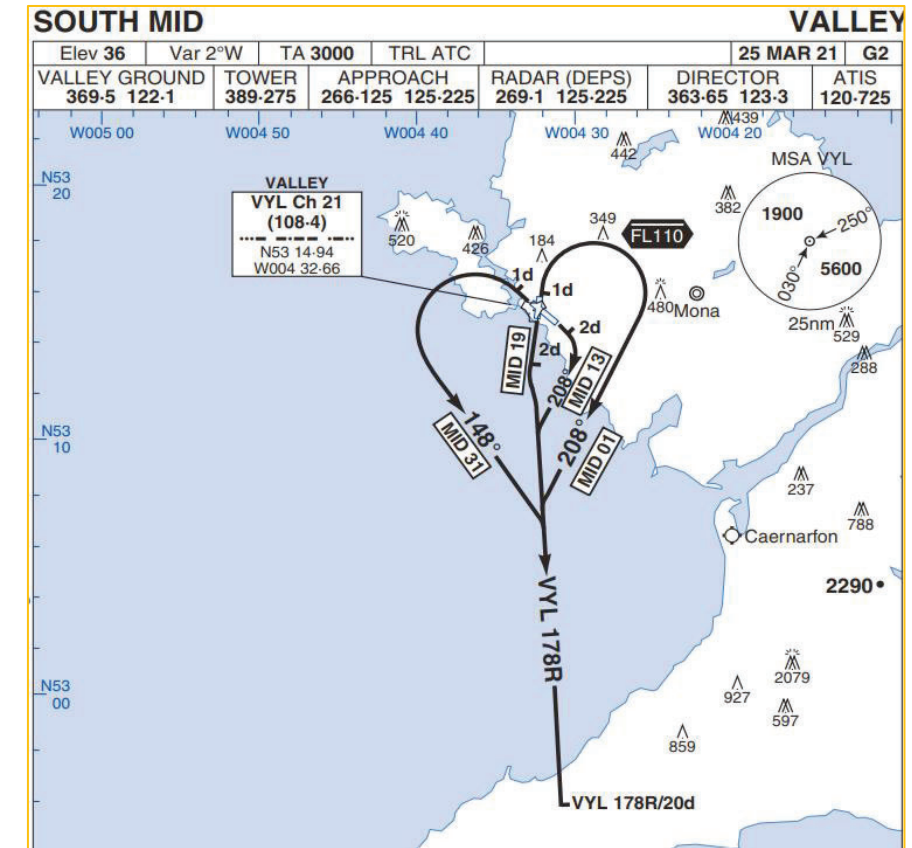 SOUTH MID VALLEY
Elev 36 Var 2°W TA 3000 TRL ATC 25 MAR 21 G2
VALLEY GROUND TOWER APPROACH RADAR (DEPS) DIRECTOR ATIS
369·5 122·1 389·275 266·125 125·225 269·1 125·225 363·65 123·3 120·725
W005 00 W004 50 W004 40 W004 30 W004 20
439
442
MSA VYL
N53
20
VALLEY
VYL Ch 21
(108·4)
N53 14·94
W004 32·66
382
1900
250°
349
FL110
520
426
184
5600
030°
1d
1d
480
Mona
25nm
529
2d
288
MID 19
2d
208°
MID 13
N53
10
148°
MID 31
208°
MID 01
237
788
Caernarfon
2290
VYL 178R
N53
00
2079
927
597
859
VYL 178R/20d